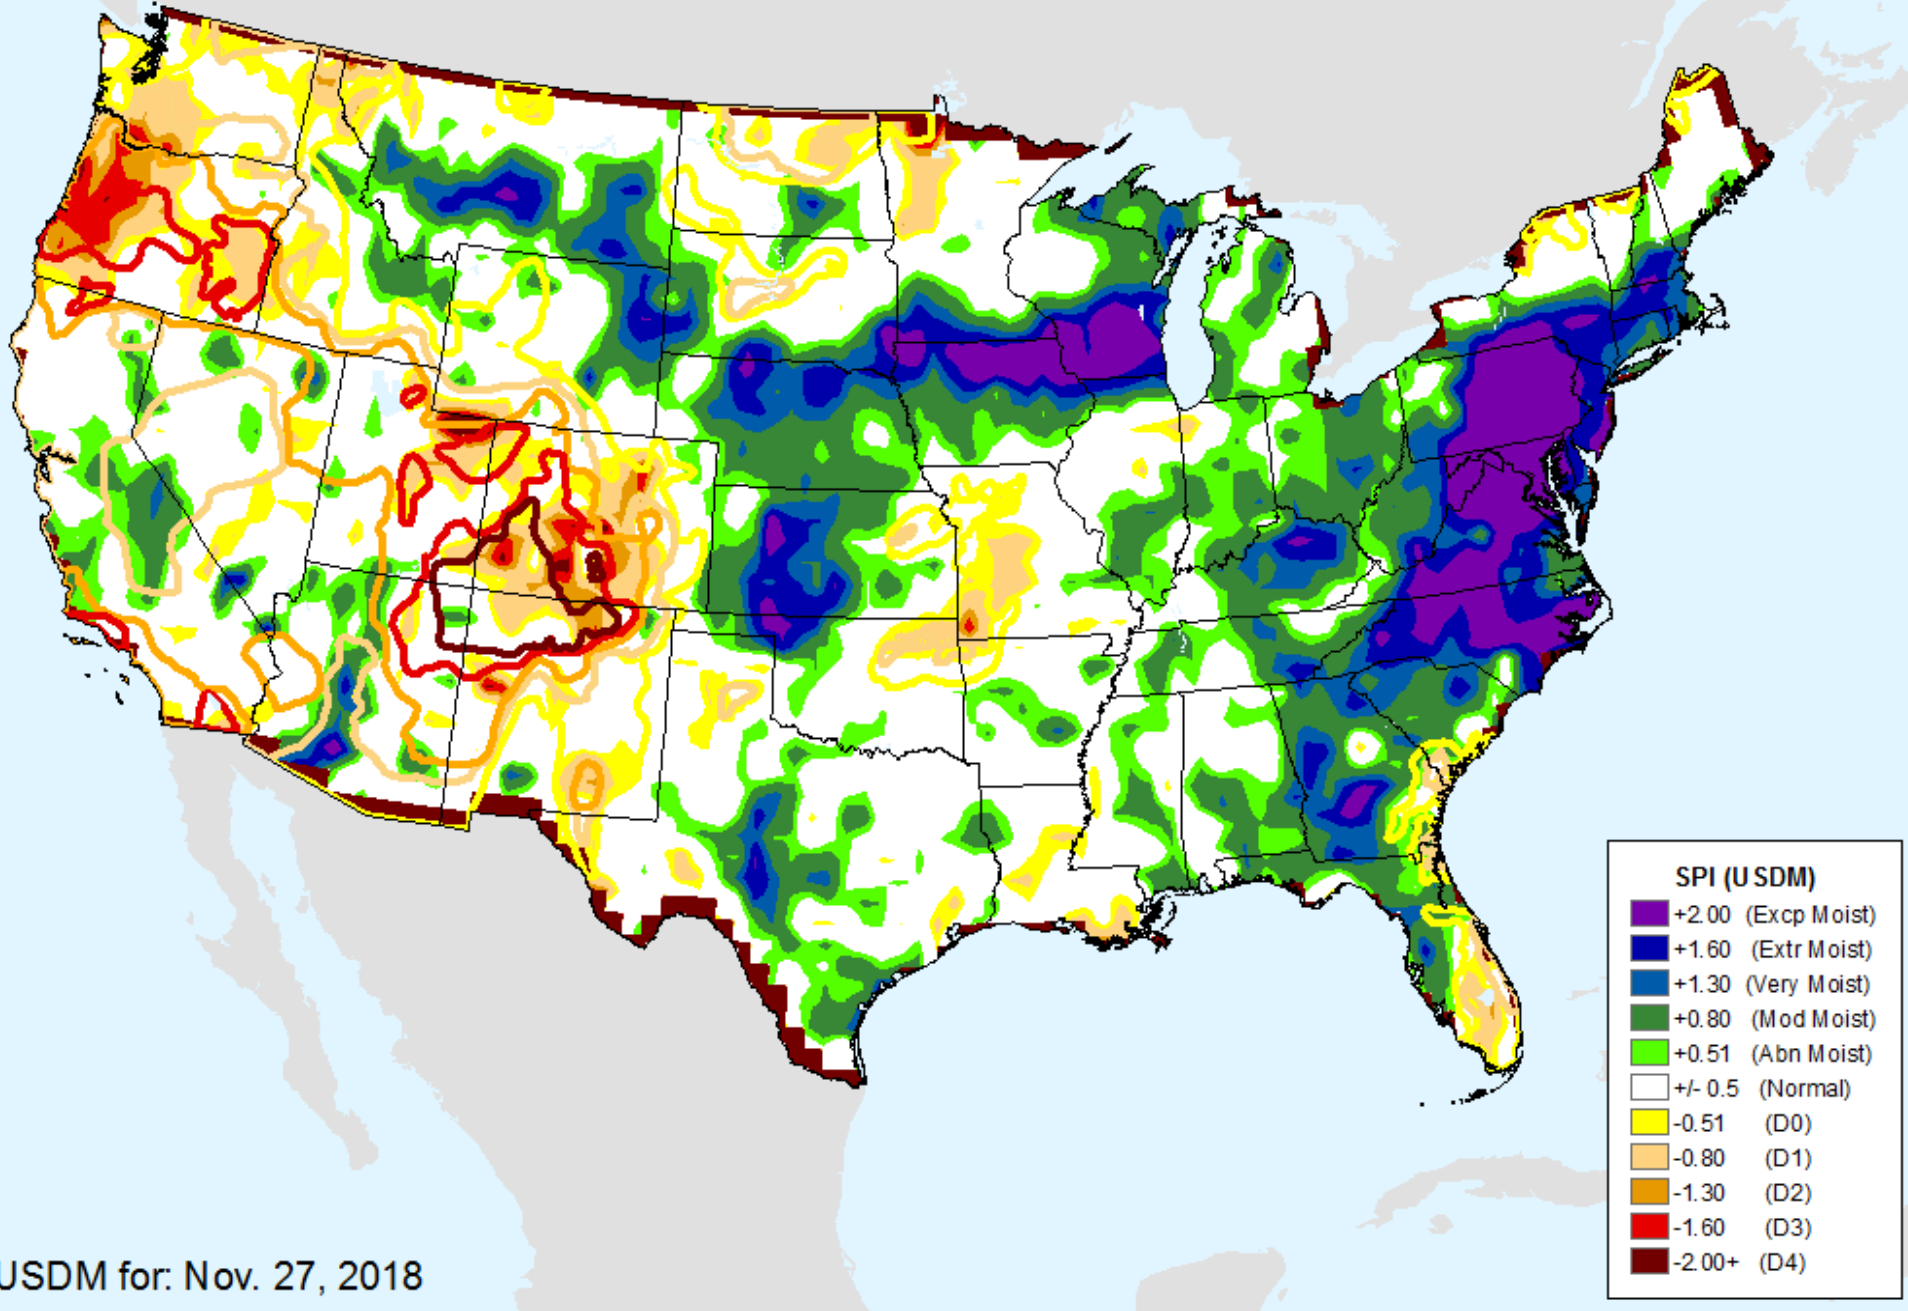 SPI (USDM)
+2.00 (Excp Moist)
+1.60 (Extr Moist)
+1.30 (Very Moist)
+0.80 (Mod Moist)
+0.51 (Abn Moist)
+/- 0.5 (Normal)
-0.51 (D0)
-0.80 (D1)
-1.30 (D2)
-1.60 (D3)
-2.00+ (D4)
USDM for: Nov. 27, 2018